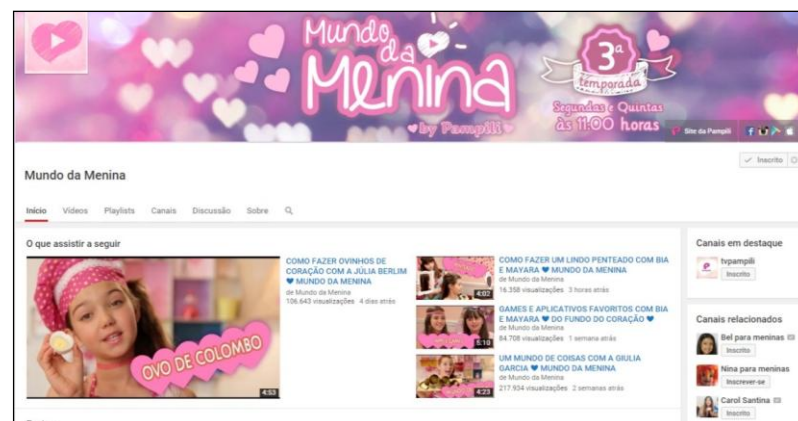 Mundo
da
Menina
by Pampili
3ª
temporada
Segundas e Quintas
às 11:00 horas
Site da Pampili
Inscrito
Mundo da Menina
Início Vídeos Playlists Canais Discussão Sobre
O que assistir a seguir
COMO FAZER OVINHOS DE
CORAÇÃO COM A JÚLIA BERLIM
♥ MUNDO DA MENINA
de Mundo da Menina
106.643 visualizações 4 dias atrás
OVO DE COLOMBO
4:53
COMO FAZER UM LINDO PENTEADO COM BIA
E MAYARA ♥ MUNDO DA MENINA
de Mundo da Menina
16.358 visualizações 3 horas atrás
4:02
GAMES E APLICATIVOS FAVORITOS COM BIA
E MAYARA ♥ DO FUNDO DO CORAÇÃO ♥
de Mundo da Menina
84.708 visualizações 1 semana atrás
5:10
UM MUNDO DE COISAS COM A GIULIA
GARCIA ♥ MUNDO DA MENINA
de Mundo da Menina
217.934 visualizações 2 semanas atrás
4:23
Canais em destaque
tvpampili
Inscrito
Canais relacionados
Bel para meninas
Inscrito
Nina para meninas
Inscrever-se
Carol Santina
Inscrito